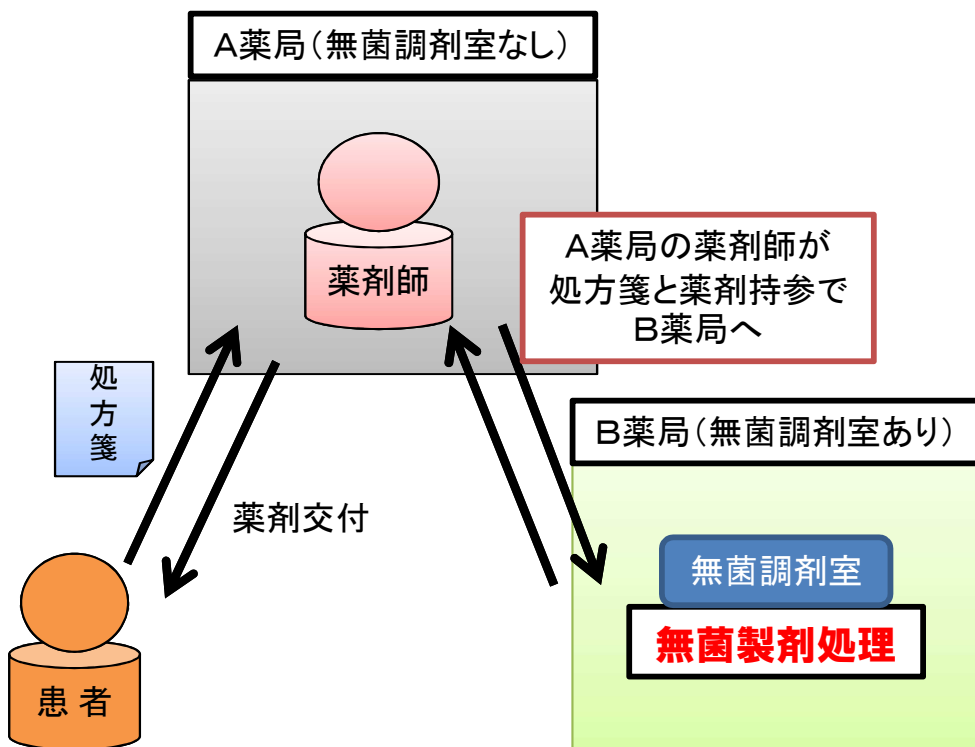 A薬局(無菌調剤室なし)
薬剤師
A薬局の薬剤師が
処方箋と薬剤持参で
B薬局へ
処
方
箋
B薬局(無菌調剤室あり)
薬剤交付
無菌調剤室
無菌製剤処理
患者